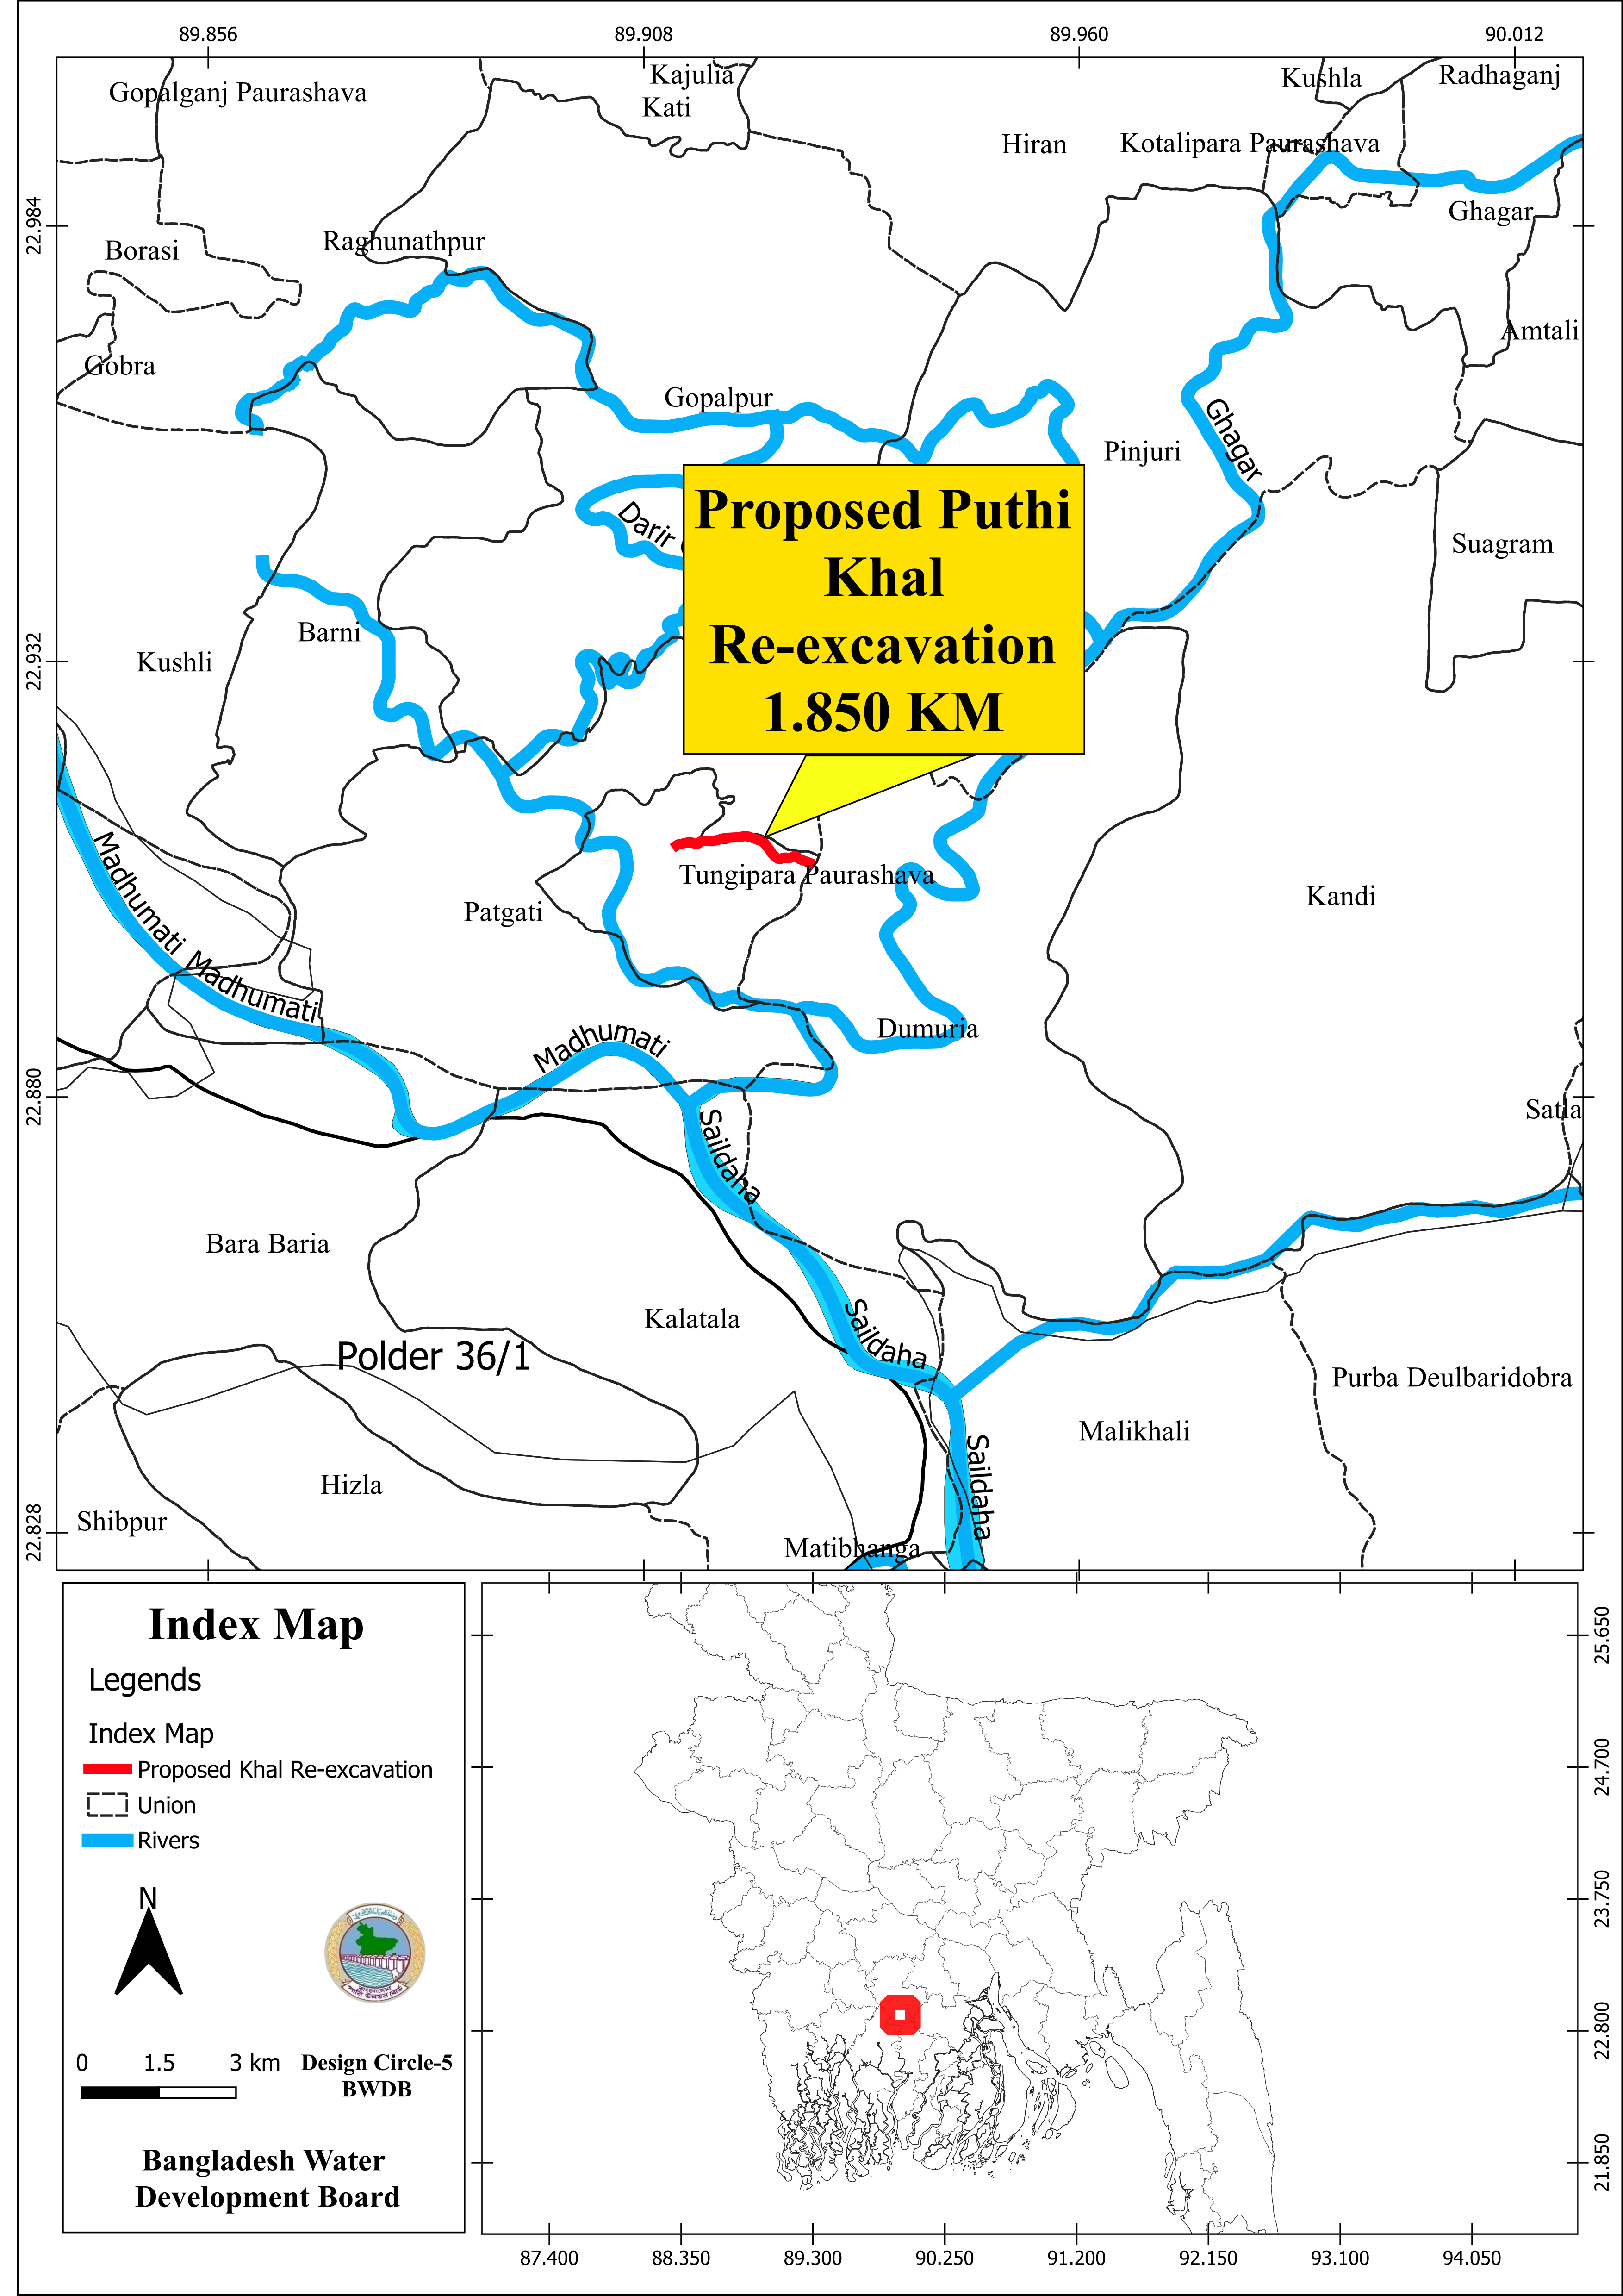 89.856
89.908
89.960
90.012
Gopalganj Paurashava
Kajulia
Kati
Kushla
Radhaganj
Hiran
Kotalipara Paurashava
22.984
Ghagar
Borasi
Raghunathpur
Amtali
Gobra
Gopalpur
Ghagar
Pinjuri
Proposed Puthi
Khal
Re-excavation
1.850 KM
Darir
Suagram
Barni
Kushli
22.932
Madhumati
Tungipara Paurashava
Kandi
Patgati
Madhumati
Madhumati
Dumuria
22.880
Satla
Saildaha
Bara Baria
Kalatala
Saildaha
Polder 36/1
Purba Deulbaridobra
Malikhali
Saildaha
Hizla
Shibpur
22.828
Matibhanga
Index Map
Legends
Index Map
Proposed Khal Re-excavation
Union
Rivers
N
0 1.5 3 km
Design Circle-5
BWDB
Bangladesh Water
Development Board
25.650
24.700
23.750
22.800
21.850
87.400
88.350
89.300
90.250
91.200
92.150
93.100
94.050